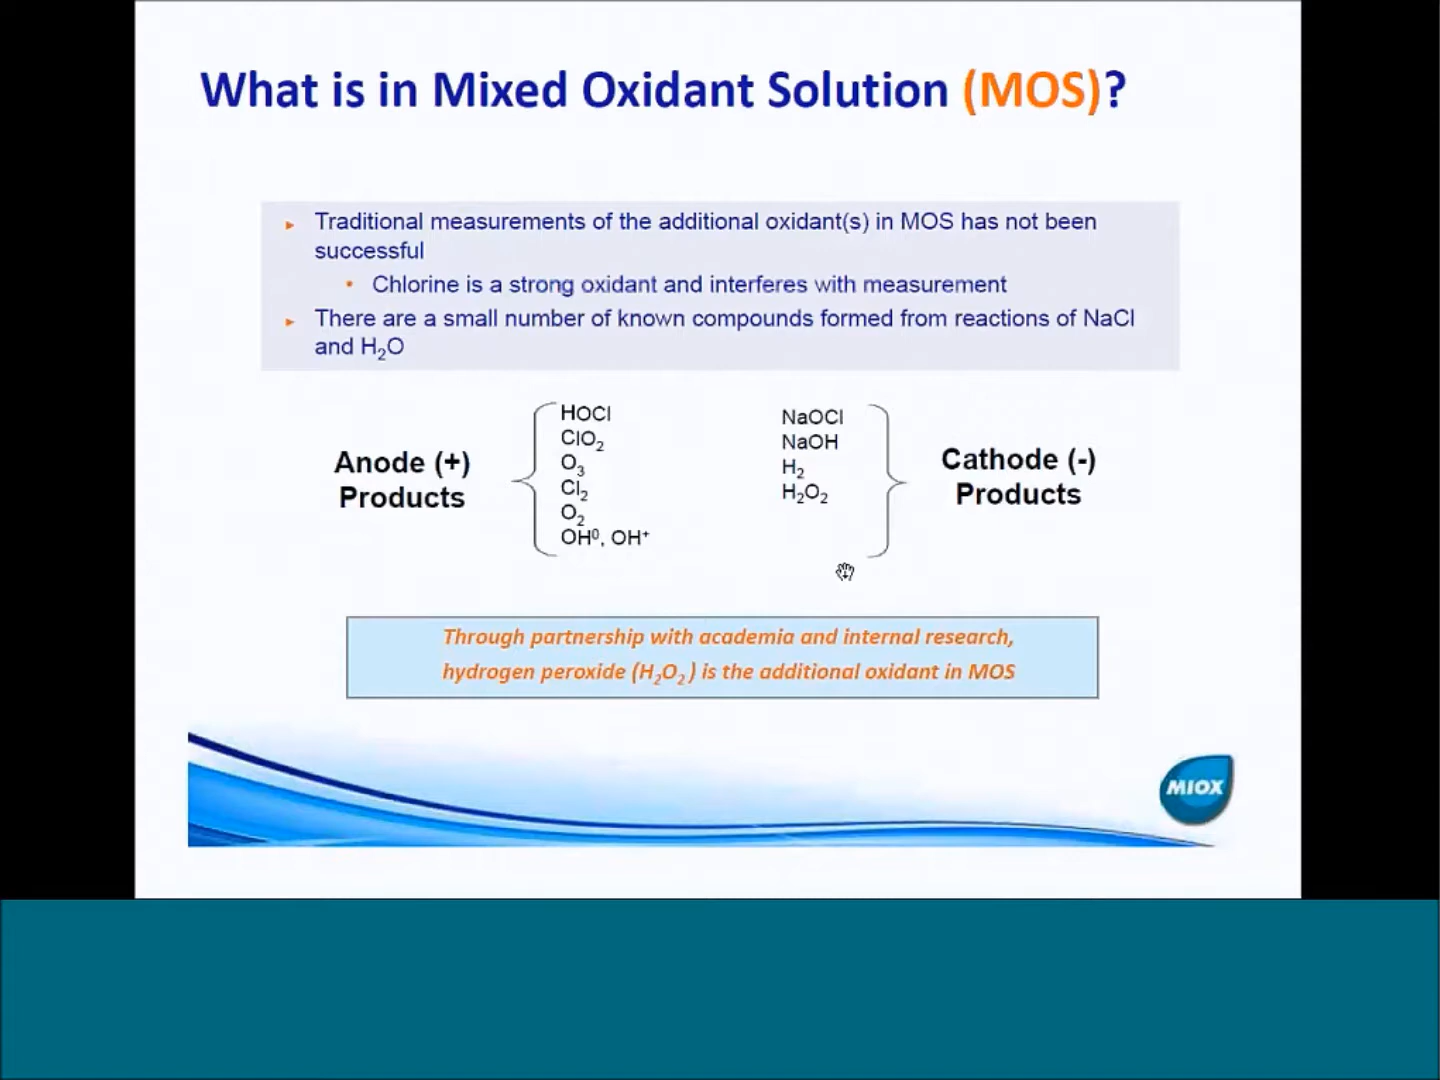 What is in Mixed Oxidant Solution (MOS)?
Traditional measurements of the additional oxidant(s) in MOS has not been
successful
Chlorine is a strong oxidant and interferes with measurement
There are a small number of known compounds formed from reactions of NaCl
and H₂O
Anode (+)
Products
HOCl
ClO₂
O₃
Cl₂
O₂
OH⁰, OH⁺
NaOCl
NaOH
H₂
H₂O₂
Cathode (-)
Products
Through partnership with academia and internal research,
hydrogen peroxide (H₂O₂ ) is the additional oxidant in MOS
MIOX